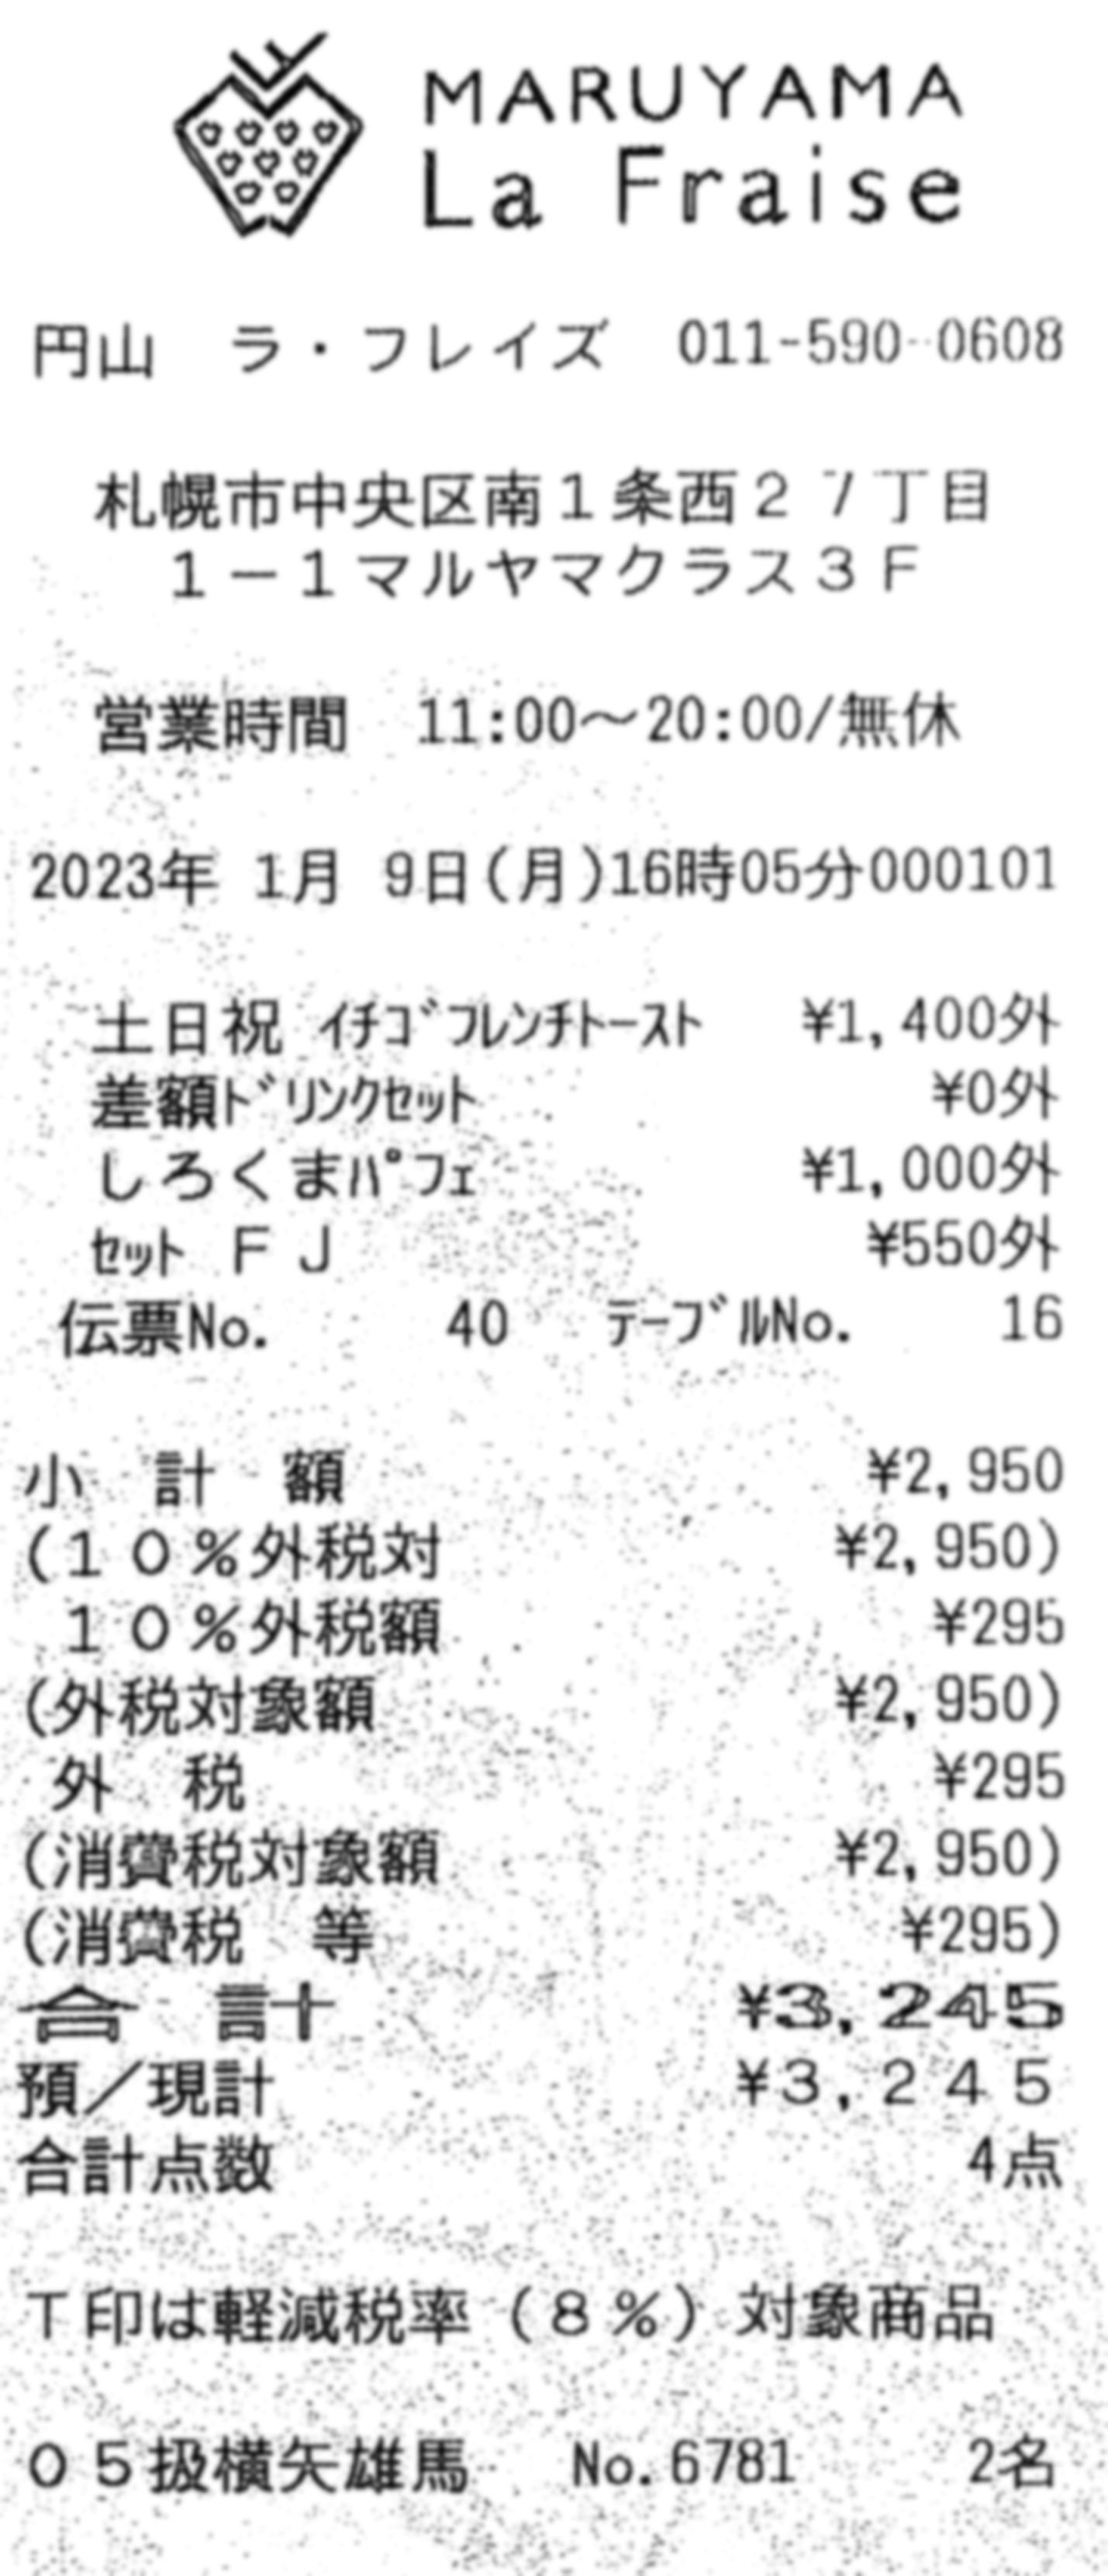 MARUYAMA
La Fraise
円山 ラ・フレイズ 011-590-0608
札幌市中央区南1条西27丁目
1-1マルヤマクラス3F
営業時間 11:00～20:00/無休
2023年 1月 9日(月)16時05分000101
土日祝 ｲﾁｺﾞﾌﾚﾝﾁﾄｰｽﾄ ¥1,400外
差額ﾄﾞﾘﾝｸｾｯﾄ ¥0外
しろくまﾊﾟﾌｪ ¥1,000外
ｾｯﾄ FJ ¥550外
伝票No. 40 ﾃｰﾌﾞﾙNo. 16
小 計 額 ¥2,950
(10%外税対 ¥2,950)
10%外税額 ¥295
(外税対象額 ¥2,950)
外 税 ¥295
(消費税対象額 ¥2,950)
(消費税 等 ¥295)
合 計 ¥3,245
預／現計 ¥3,245
合計点数 4点
T印は軽減税率(8%)対象商品
05扱横矢雄馬 No.6781 2名